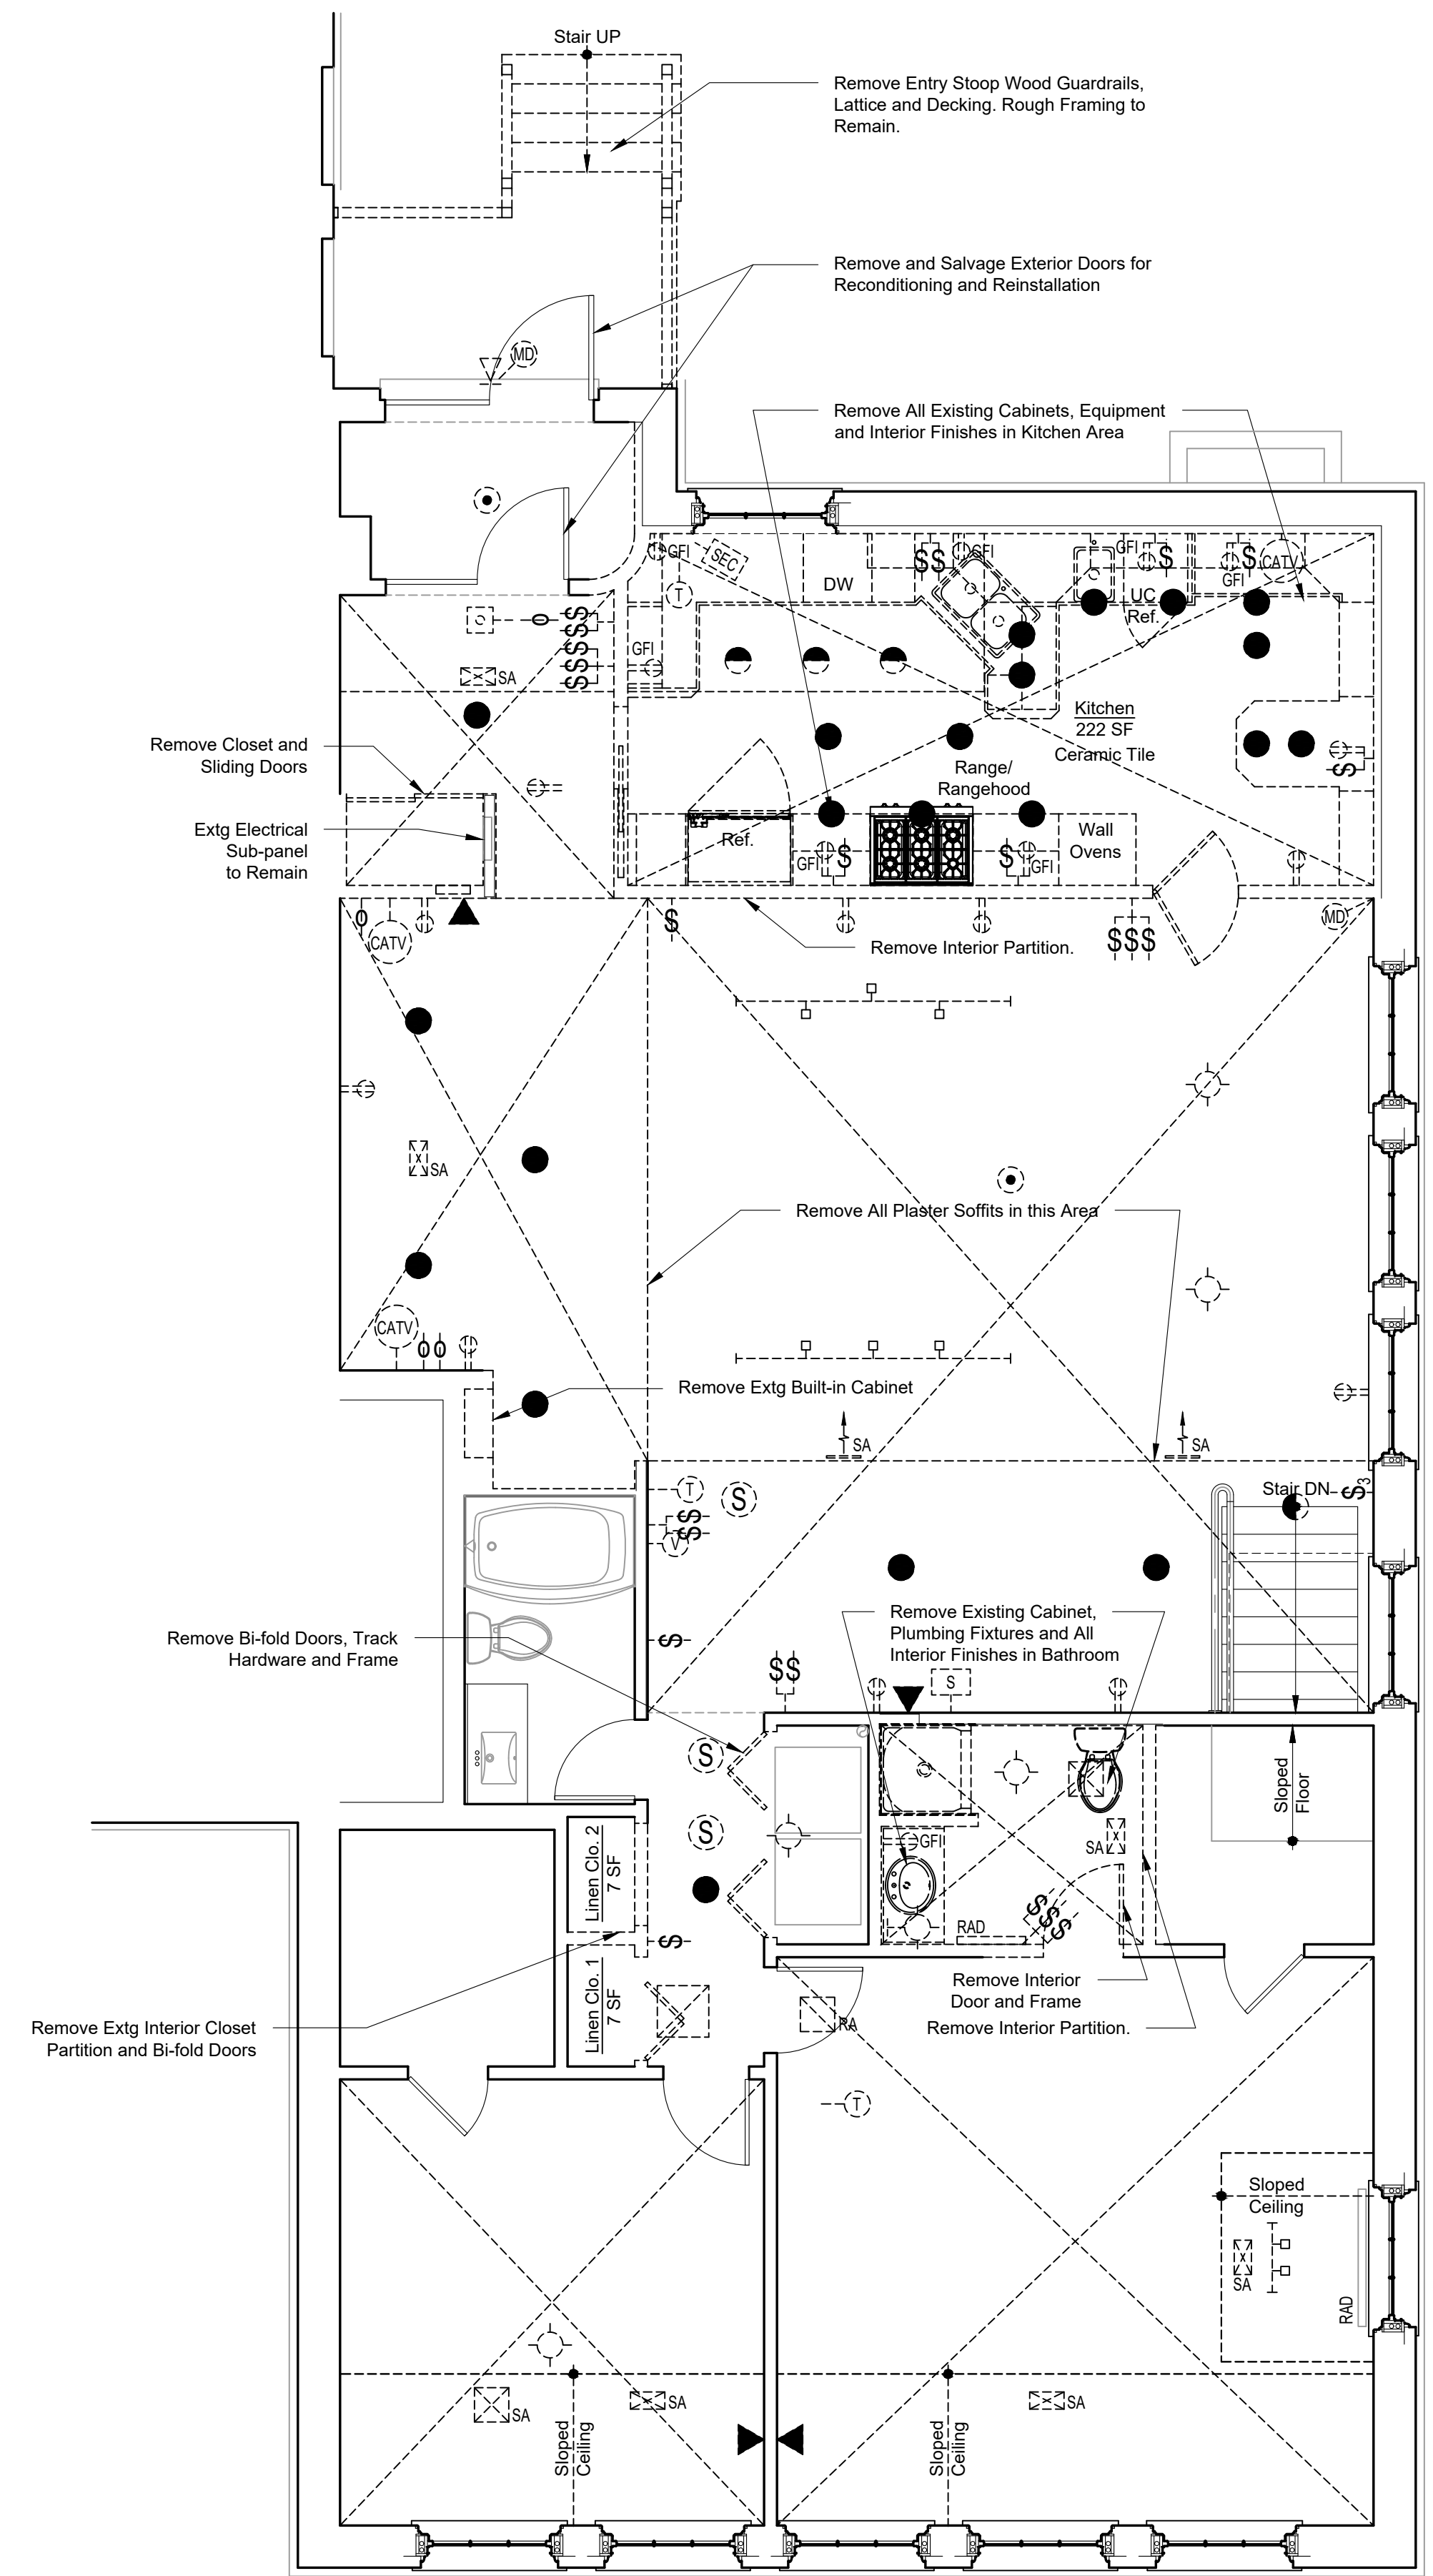 Stair UP
Remove Entry Stoop Wood Guardrails,
Lattice and Decking. Rough Framing to
Remain.
Remove and Salvage Exterior Doors for
Reconditioning and Reinstallation
MD
Remove All Existing Cabinets, Equipment
and Interior Finishes in Kitchen Area
GFI
SEC
T
DW
$$
GFI
GFI
$
$
GFI
CATV
UC
Ref.
0
$$
$$$
GFI
SA
Kitchen
222 SF
Ceramic Tile
Remove Closet and
Sliding Doors
Range/
Rangehood
$
Extg Electrical
Sub-panel
to Remain
Ref.
GFI
$
$
GFI
Wall
Ovens
0
CATV
$
Remove Interior Partition.
$$$
MD
SA
Remove All Plaster Soffits in this Area
CATV
00
Remove Extg Built-in Cabinet
SA
SA
T
S
$$
V
Stair DN
$3
Remove Existing Cabinet,
Plumbing Fixtures and All
Interior Finishes in Bathroom
Remove Bi-fold Doors, Track
Hardware and Frame
$
$$
S
S
Sloped
Floor
S
GFI
SA
Linen Clo. 2
7 SF
$
RAD
$$$
Linen Clo. 1
7 SF
Remove Interior
Door and Frame
Remove Interior Partition.
Remove Extg Interior Closet
Partition and Bi-fold Doors
RA
T
Sloped
Ceiling
SA
RAD
SA
SA
SA
Sloped
Ceiling
Sloped
Ceiling